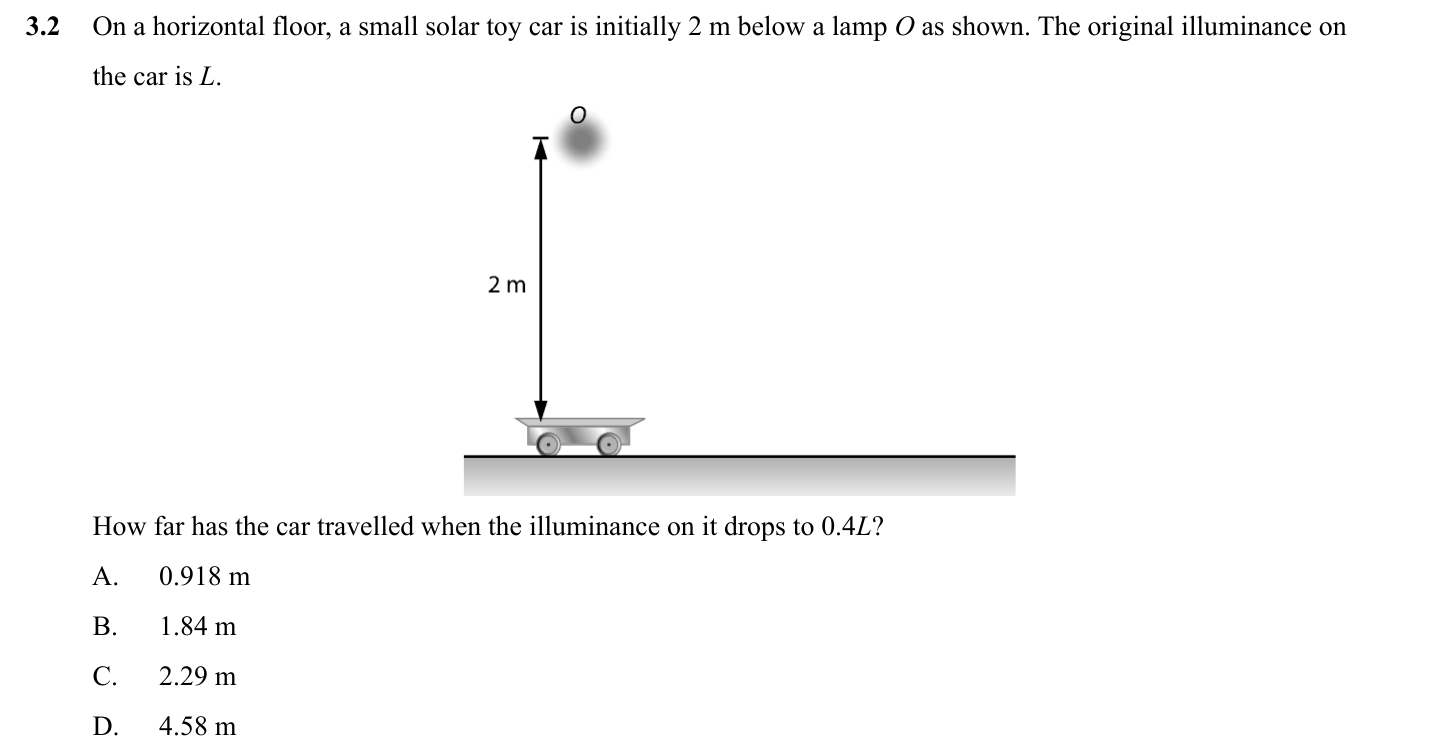 3.2 On a horizontal floor, a small solar toy car is initially 2 m below a lamp O as shown. The original illuminance on
the car is L.
O
2 m
How far has the car travelled when the illuminance on it drops to 0.4L?
A. 0.918 m
B. 1.84 m
C. 2.29 m
D. 4.58 m